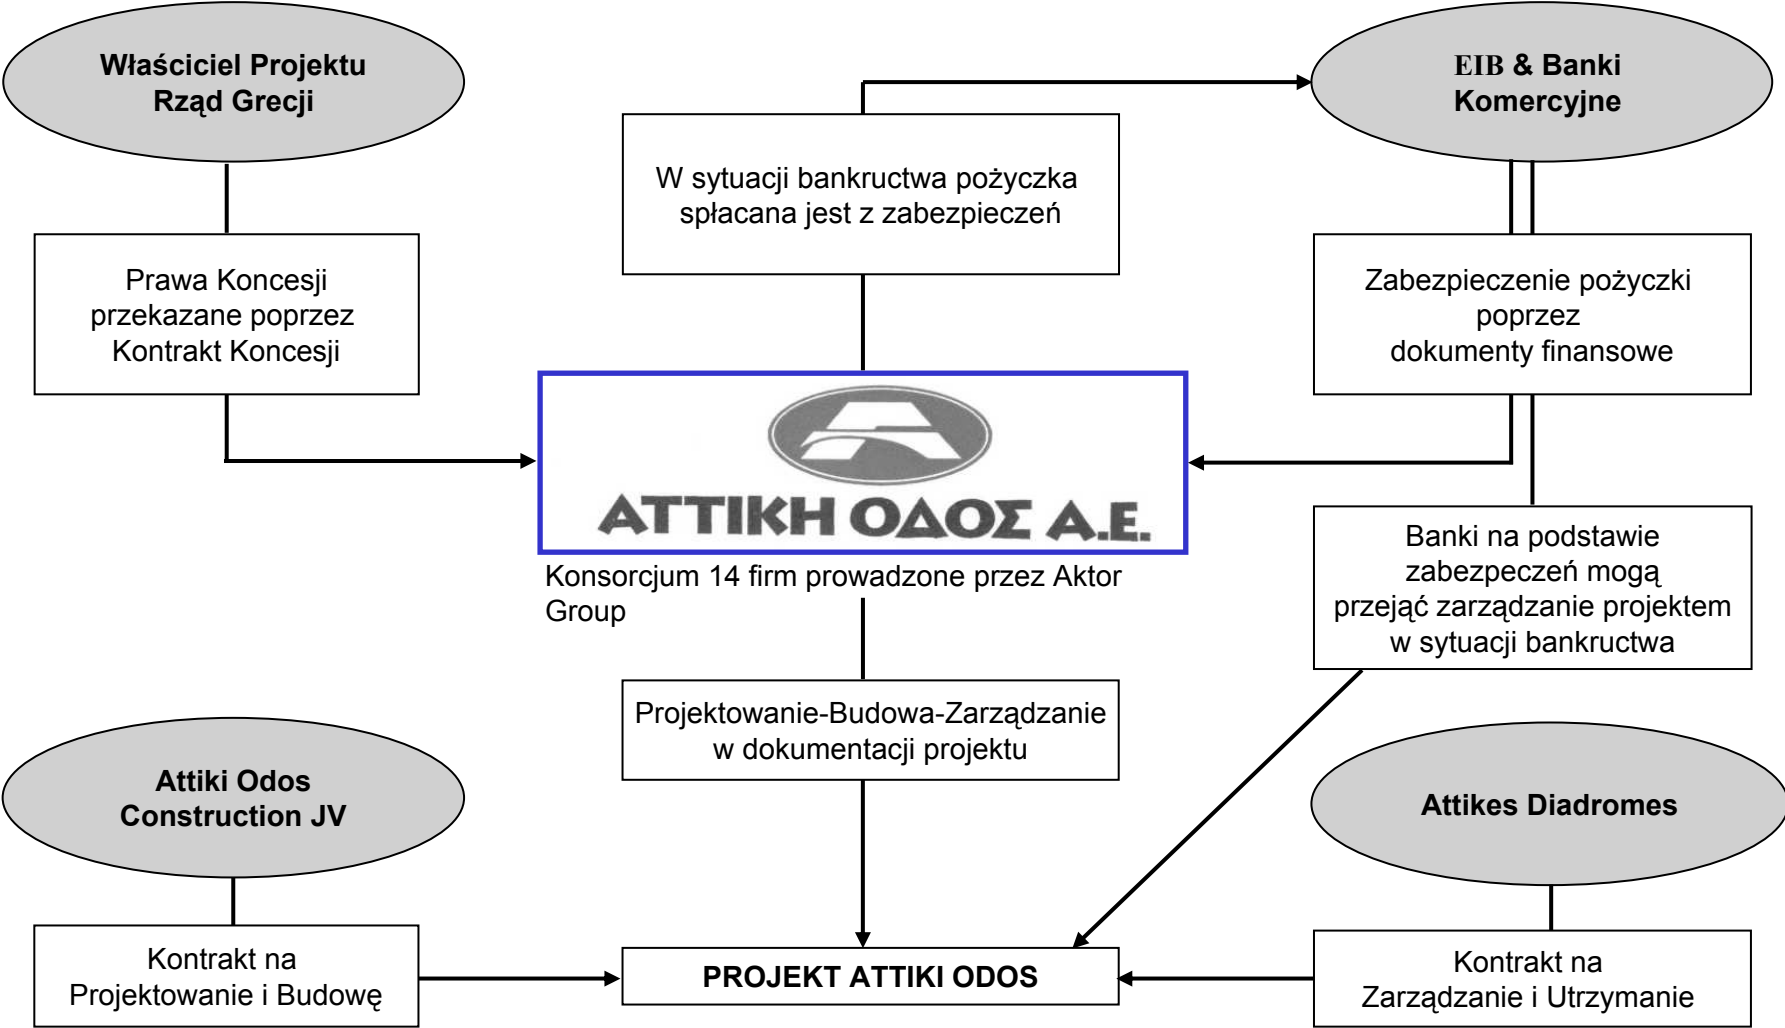 Właściciel Projektu
Rząd Grecji
EIB & Banki
Komercyjne
W sytuacji bankructwa pożyczka
spłacana jest z zabezpieczeń
Prawa Koncesji
przekazane poprzez
Kontrakt Koncesji
Zabezpieczenie pożyczki
poprzez
dokumenty finansowe
ΑΤΤΙΚΗ ΟΔΟΣ Α.Ε.
Konsorcjum 14 firm prowadzone przez Aktor
Group
Banki na podstawie
zabezpeczeń mogą
przejąć zarządzanie projektem
w sytuacji bankructwa
Projektowanie-Budowa-Zarządzanie
w dokumentacji projektu
Attiki Odos
Construction JV
Attikes Diadromes
Kontrakt na
Projektowanie i Budowę
PROJEKT ATTIKI ODOS
Kontrakt na
Zarządzanie i Utrzymanie